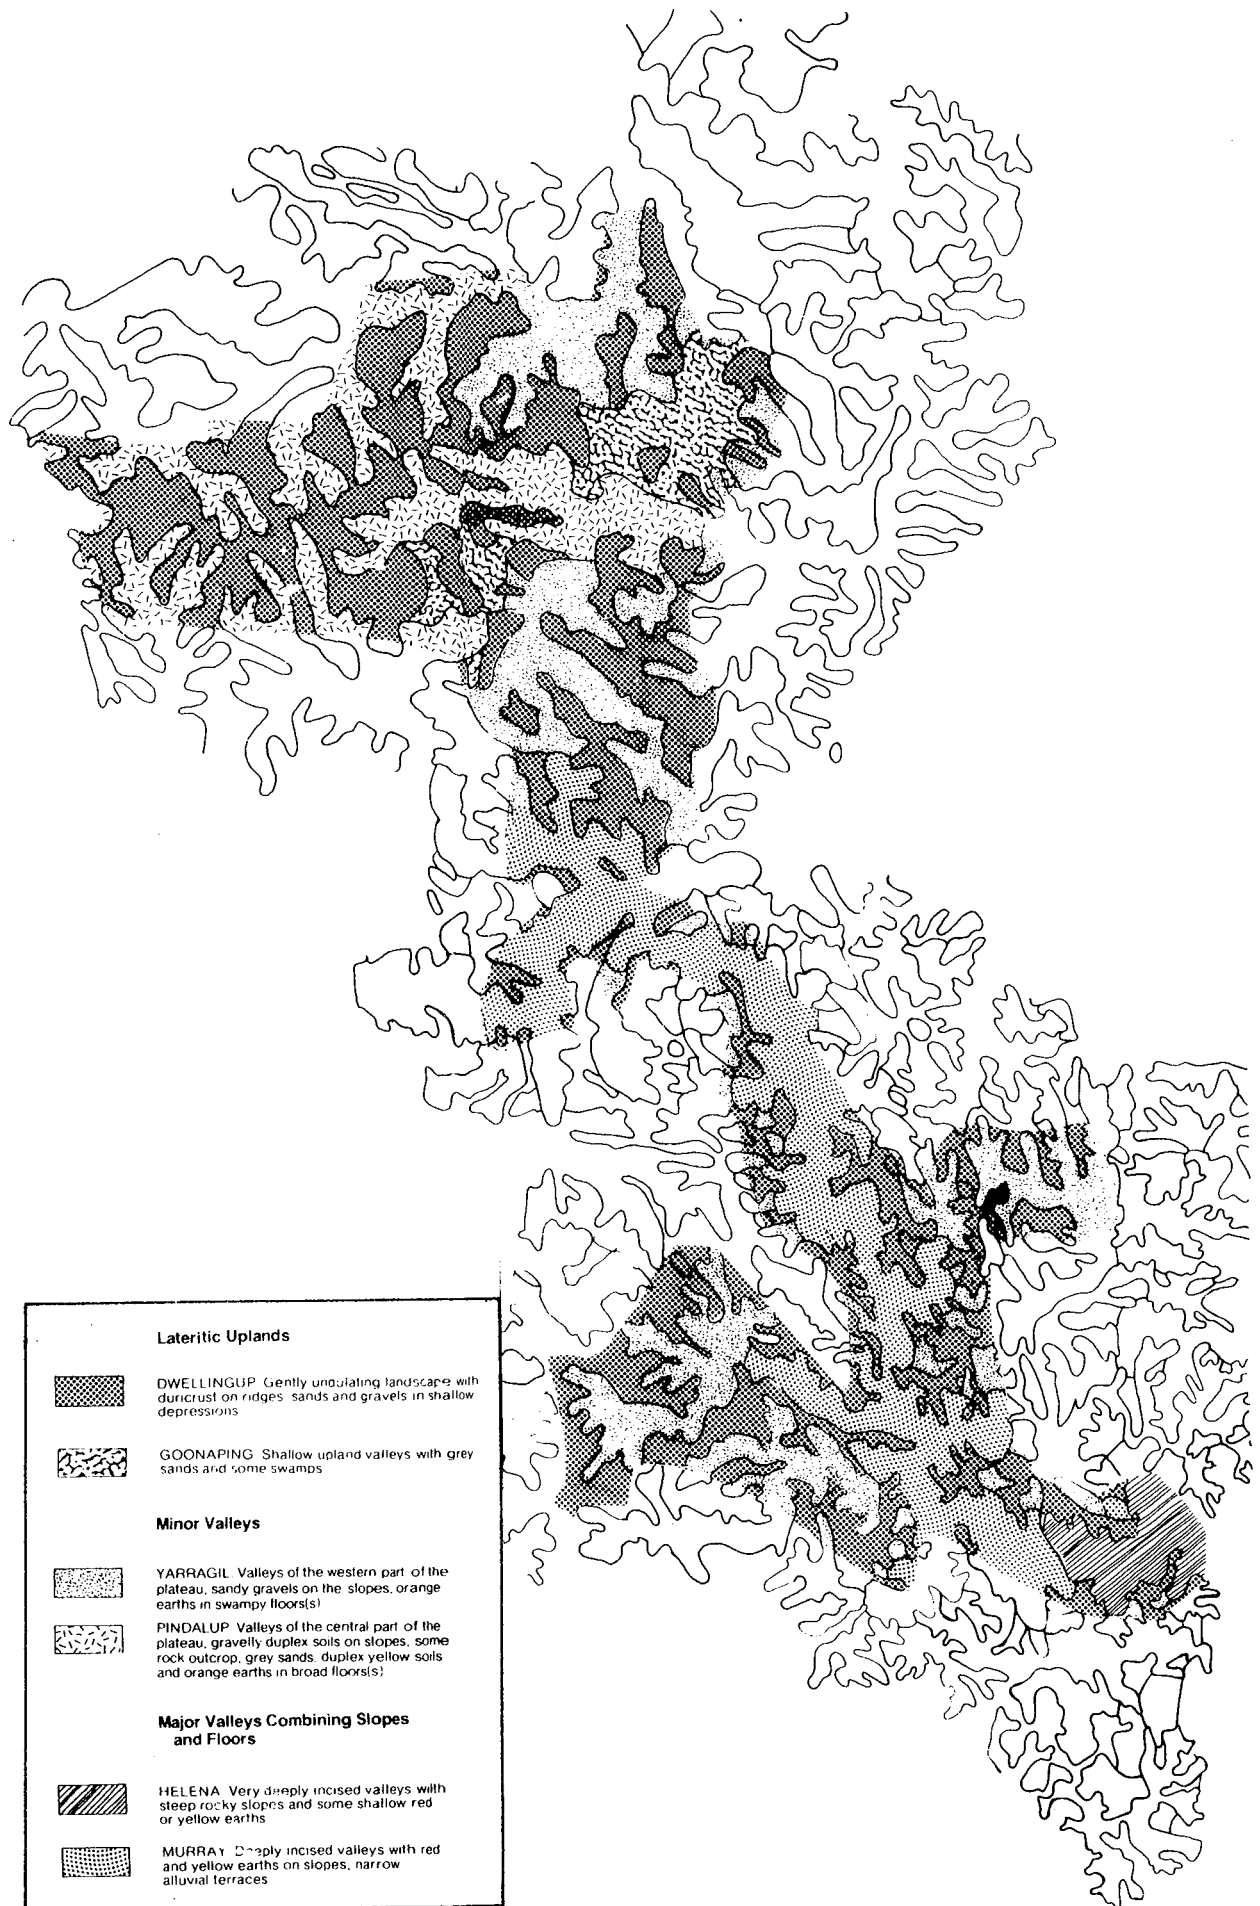 Lateritic Uplands
DWELLINGUP Gently undulating landscape with
duricrust on ridges sands and gravels in shallow
depressions
GOONAPING Shallow upland valleys with grey
sands and some swamps
Minor Valleys
YARRAGIL Valleys of the western part of the
plateau, sandy gravels on the slopes, orange
earths in swampy floors(s)
PINDALUP Valleys of the central part of the
plateau, gravelly duplex soils on slopes, some
rock outcrop, grey sands, duplex yellow soils
and orange earths in broad floors(s)
Major Valleys Combining Slopes
and Floors
HELENA Very deeply incised valleys with
steep rocky slopes and some shallow red
or yellow earths
MURRAY Deeply incised valleys with red
and yellow earths on slopes, narrow
alluvial terraces